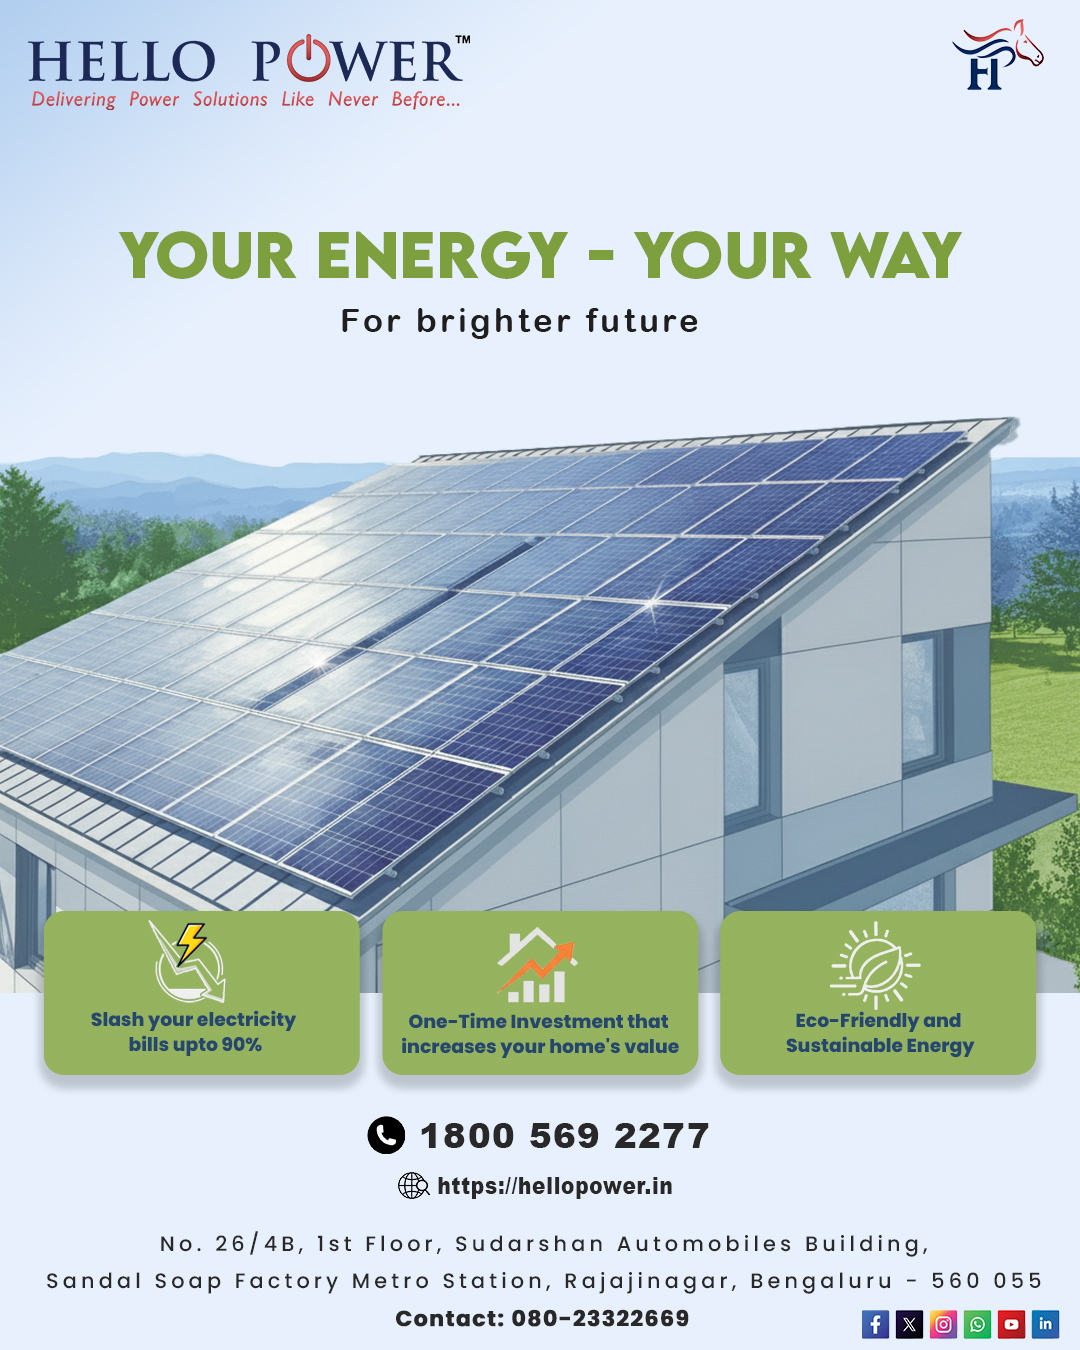 HELLO POWER™
Delivering Power Solutions Like Never Before...
H
YOUR ENERGY - YOUR WAY
For brighter future
Slash your electricity
bills upto 90%
One-Time Investment that
increases your home's value
Eco-Friendly and
Sustainable Energy
1800 569 2277
https://hellopower.in
No. 26/4B, 1st Floor, Sudarshan Automobiles Building,
Sandal Soap Factory Metro Station, Rajajinagar, Bengaluru - 560 055
Contact: 080-23322669